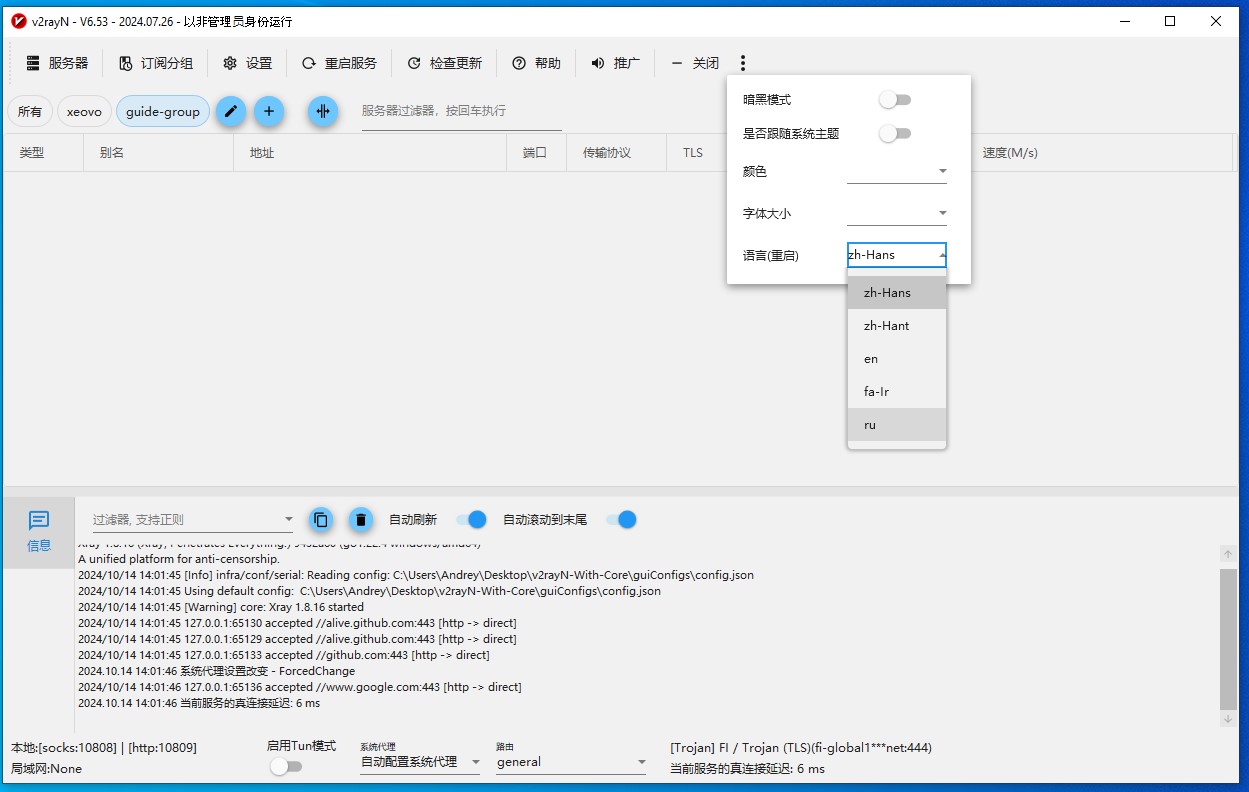 v2rayN - V6.53 - 2024.07.26 - 以非管理员身份运行
服务器 订阅分组 设置 重启服务 检查更新 帮助 推广 关闭
所有 xeovo guide-group 服务器过滤器，按回车执行
类型 别名 地址 端口 传输协议 TLS 速度(M/s)
暗黑模式
是否跟随系统主题
颜色
字体大小
语言(重启) zh-Hans
zh-Hans
zh-Hant
en
fa-Ir
ru
信息
过滤器, 支持正则 自动刷新 自动滚动到末尾
A unified platform for anti-censorship.
2024/10/14 14:01:45 [Info] infra/conf/serial: Reading config: C:\Users\Andrey\Desktop\v2rayN-With-Core\guiConfigs\config.json
2024/10/14 14:01:45 Using default config:  C:\Users\Andrey\Desktop\v2rayN-With-Core\guiConfigs\config.json
2024/10/14 14:01:45 [Warning] core: Xray 1.8.16 started
2024/10/14 14:01:45 127.0.0.1:65130 accepted //alive.github.com:443 [http -> direct]
2024/10/14 14:01:45 127.0.0.1:65129 accepted //alive.github.com:443 [http -> direct]
2024/10/14 14:01:45 127.0.0.1:65133 accepted //github.com:443 [http -> direct]
2024.10.14 14:01:46 系统代理设置改变 - ForcedChange
2024/10/14 14:01:46 127.0.0.1:65136 accepted //www.google.com:443 [http -> direct]
2024.10.14 14:01:46 当前服务的真连接延迟: 6 ms
本地:[socks:10808] | [http:10809]
局域网:None
启用Tun模式
系统代理
自动配置系统代理
路由
general
[Trojan] FI / Trojan (TLS)(fi-global1***net:444)
当前服务的真连接延迟: 6 ms